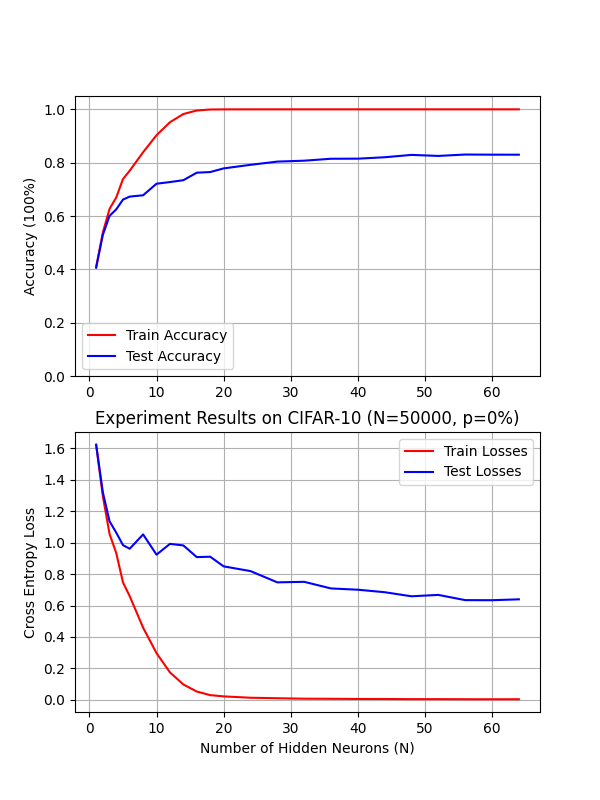 1.0
0.8
0.6
0.4
0.2
0.0
Accuracy (100%)
Train Accuracy
Test Accuracy
0 10 20 30 40 50 60
Experiment Results on CIFAR-10 (N=50000, p=0%)
1.6
1.4
1.2
1.0
0.8
0.6
0.4
0.2
0.0
Cross Entropy Loss
Train Losses
Test Losses
0 10 20 30 40 50 60
Number of Hidden Neurons (N)